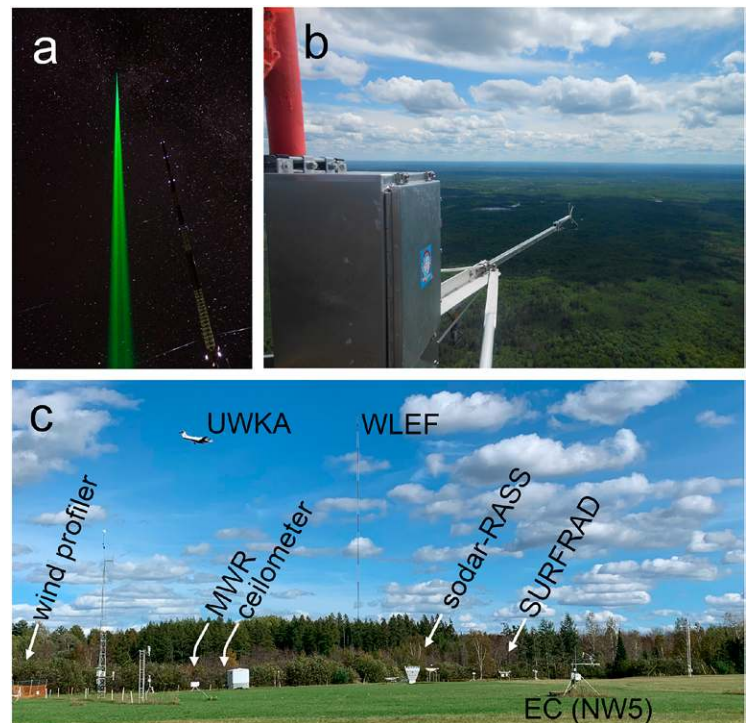 a
b
c
UWKA
WLEF
wind profiler
MWR
ceilometer
sodar-RASS
SURFRAD
EC (NW5)